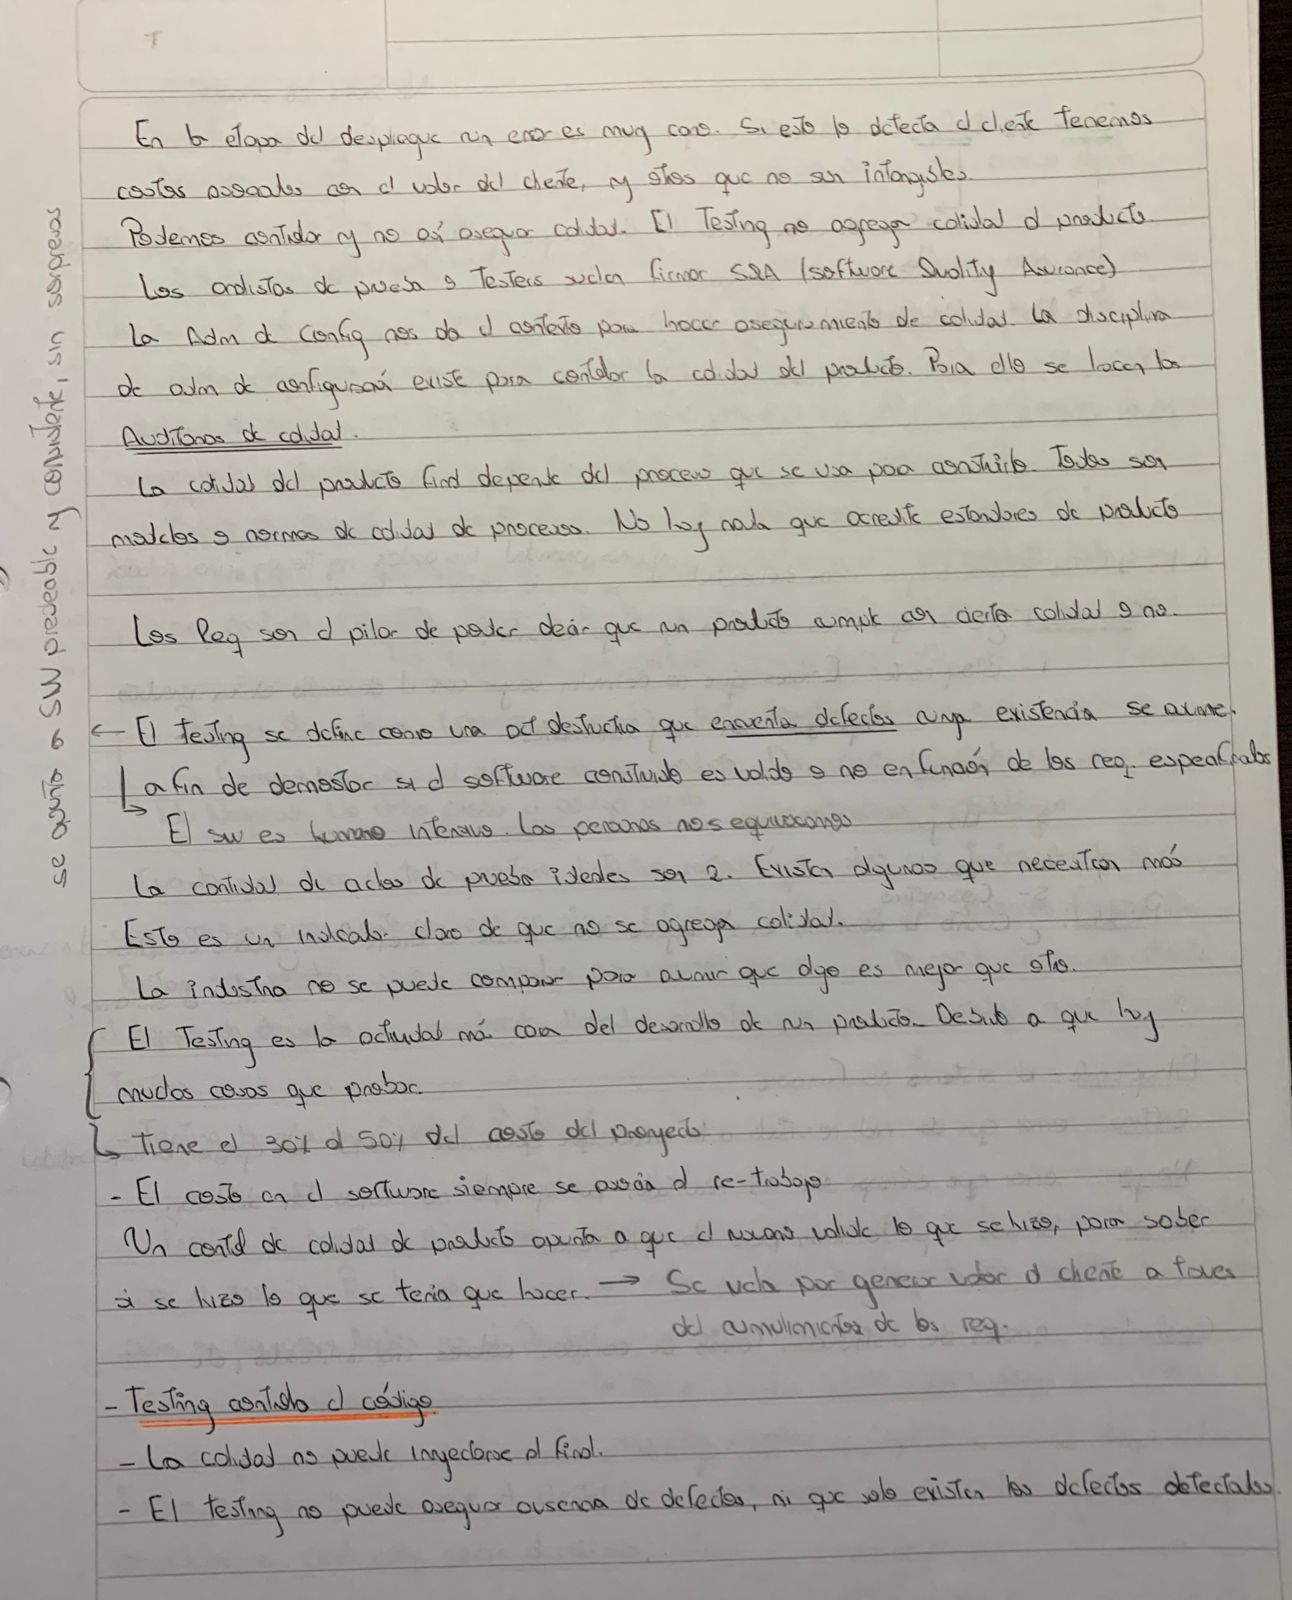 En la etapa del despliegue un error es muy caro. Si esto lo detecta el cliente tenemos
costos asociados con el valor del cliente, y otros que no son intangibles.
Podemos controlar y no así asegurar calidad. El Testing no agrega calidad al producto
Los analistas de prueba o Testers suelen firmar SQA (software Quality Assurance)
La Adm de Config nos da el contexto para hacer aseguramiento de calidad. La disciplina
de adm de configuración existe para controlar la calidad del producto. Para ello se hacen las
Auditorias de calidad.
La calidad del producto final depende del proceso que se usa para construirlo. Todos son
modelos o normas de calidad de procesos. No hay nada que acredite estandares de producto
Los Req son el pilar de poder decir que un producto cumple con cierta calidad o no.
← El testing se define como una act destructiva que encuentra defectos cuya existencia se asume,
a fin de demostrar si el software construido es valido o no en función de los req. especificados
↳ El sw es humano intensivo. Las personas nos equivocamos
La cantidad de ciclos de prueba ideales son 2. Existen algunos que necesitan más
Esto es un indicador claro de que no se agrega calidad.
La industria no se puede comparar para asumir que algo es mejor que otro.
El Testing es la actividad más cara del desarrollo de un producto. Debido a que hay
muchas cosas que probar.
↳ Tiene el 30% al 50% del costo del proyecto
- El costo en el software siempre se asocia al re-trabajo
Un control de calidad de producto apunta a que el usuario valide lo que se hizo, para saber
si se hizo lo que se tenia que hacer. → Se vela por generar valor al cliente a traves
del cumplimiento de los req.
- Testing controla el código
- La calidad no puede inyectarse al final.
- El testing no puede asegurar ausencia de defectos, ni que solo existen los defectos detectados.
se apunta a SW predecible y consistente, sin sorpresas